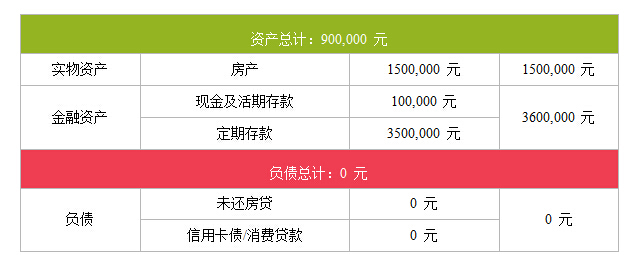 资产总计：900,000 元
实物资产 房产 1500,000 元 1500,000 元
金融资产 现金及活期存款 100,000 元 3600,000 元
定期存款 3500,000 元
负债总计：0 元
负债 未还房贷 0 元 0 元
信用卡债/消费贷款 0 元